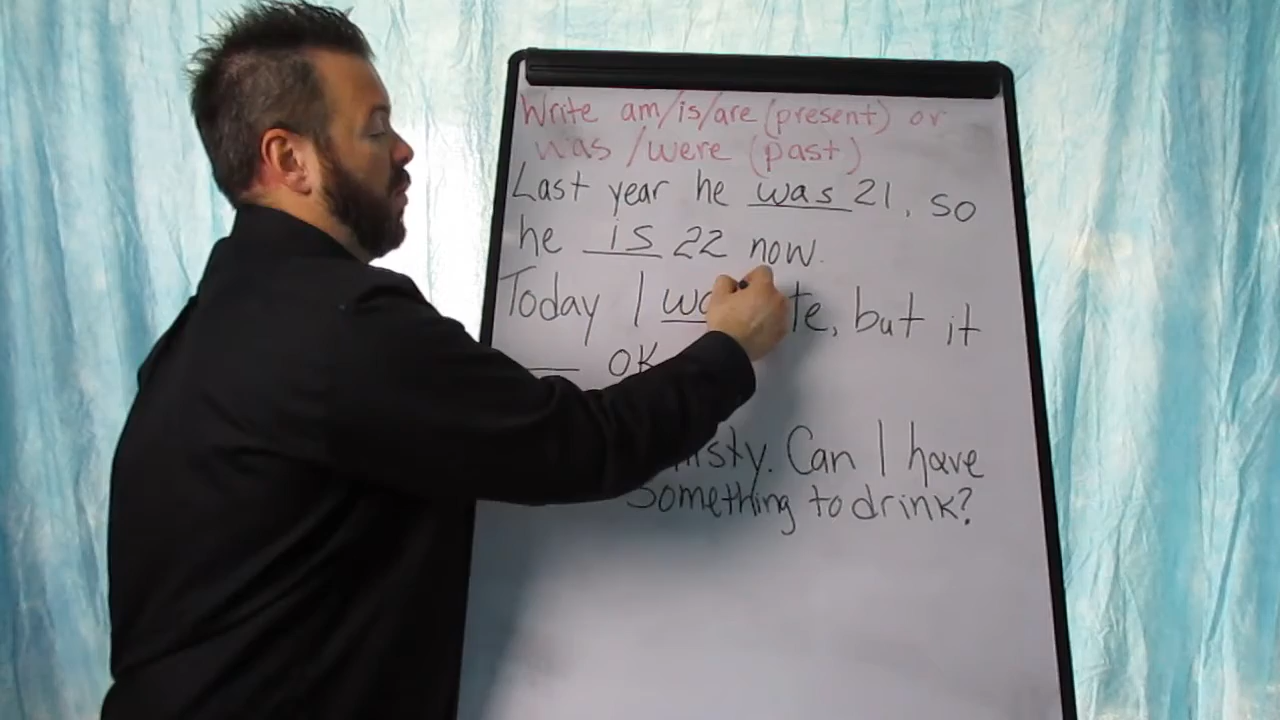 Write am/is/are (present) or
was /were (past)
Last year he was 21, so
he is 22 now.
Today I but it
___ OK
Can I have
something to drink?